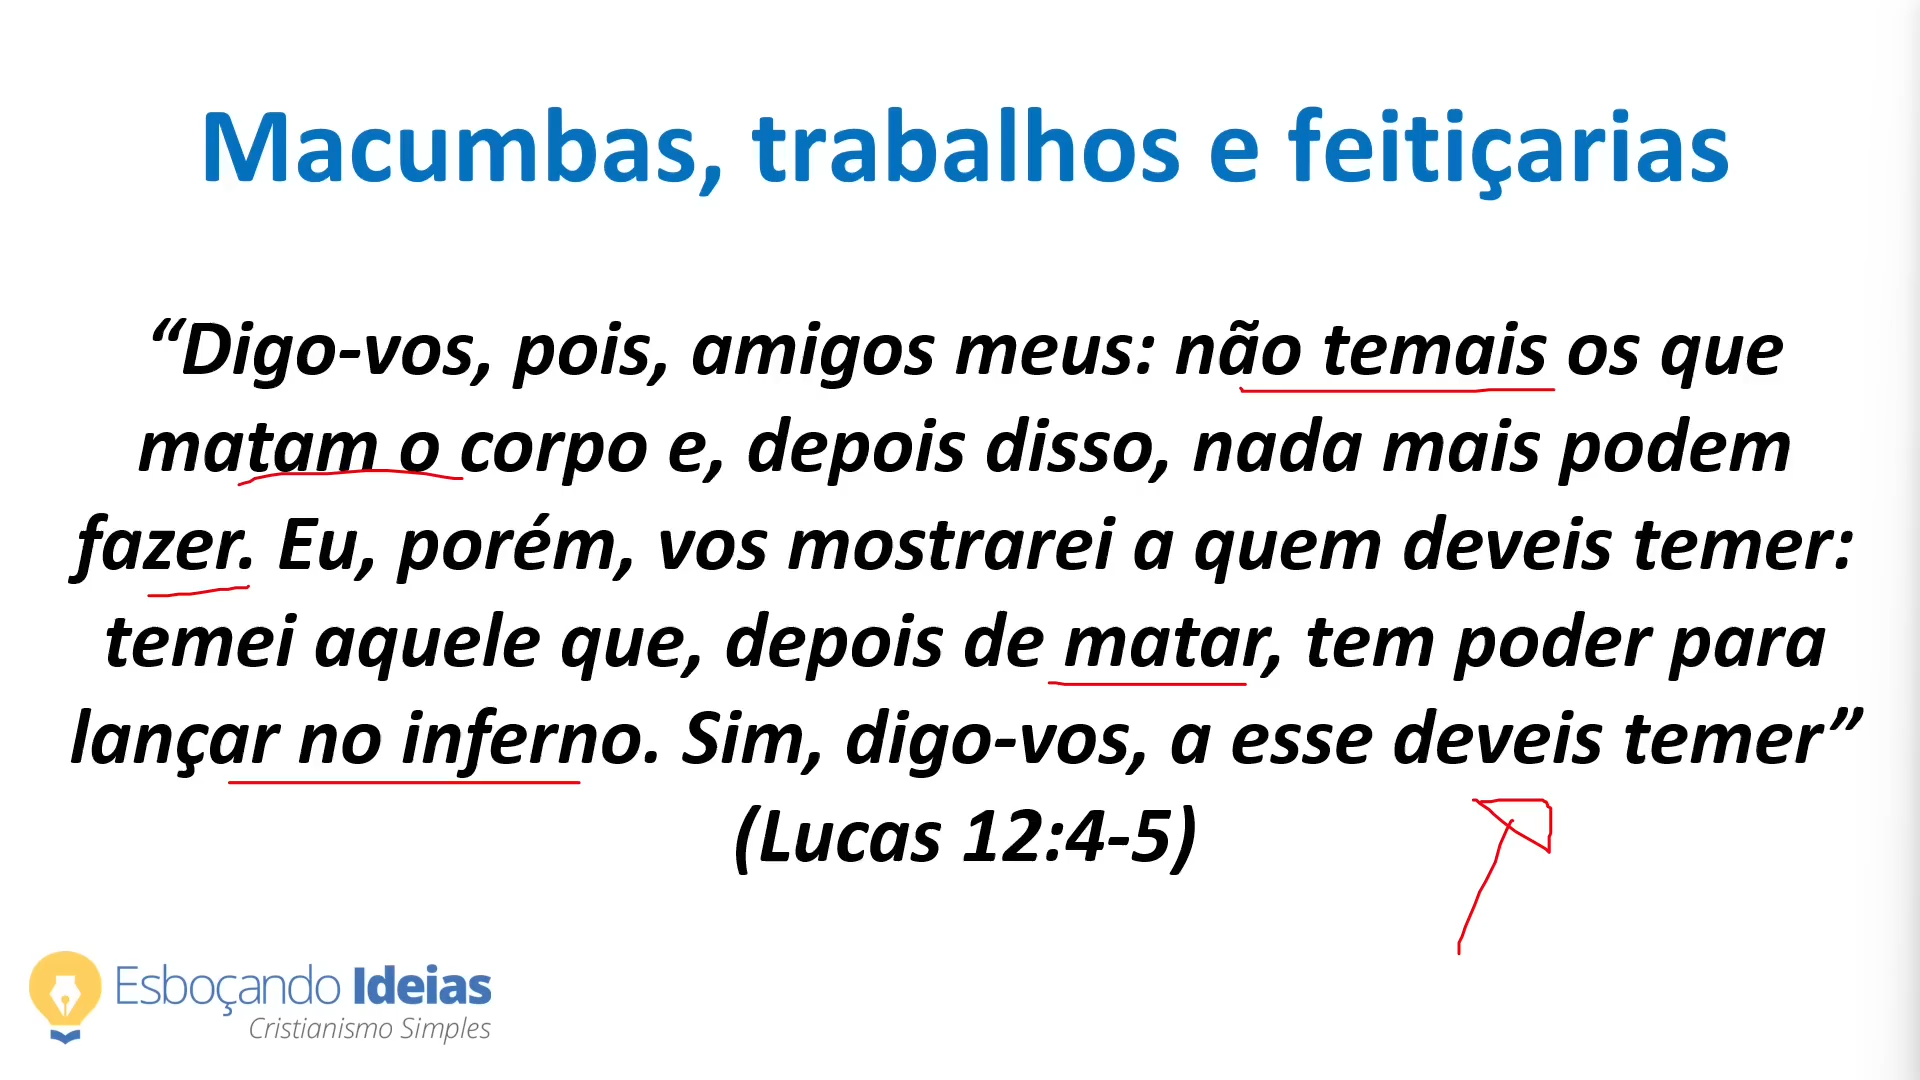 Macumbas, trabalhos e feitiçarias
“Digo-vos, pois, amigos meus: não temais os que
matam o corpo e, depois disso, nada mais podem
fazer. Eu, porém, vos mostrarei a quem deveis temer:
temei aquele que, depois de matar, tem poder para
lançar no inferno. Sim, digo-vos, a esse deveis temer”
(Lucas 12:4-5)
Esboçando Ideias
Cristianismo Simples